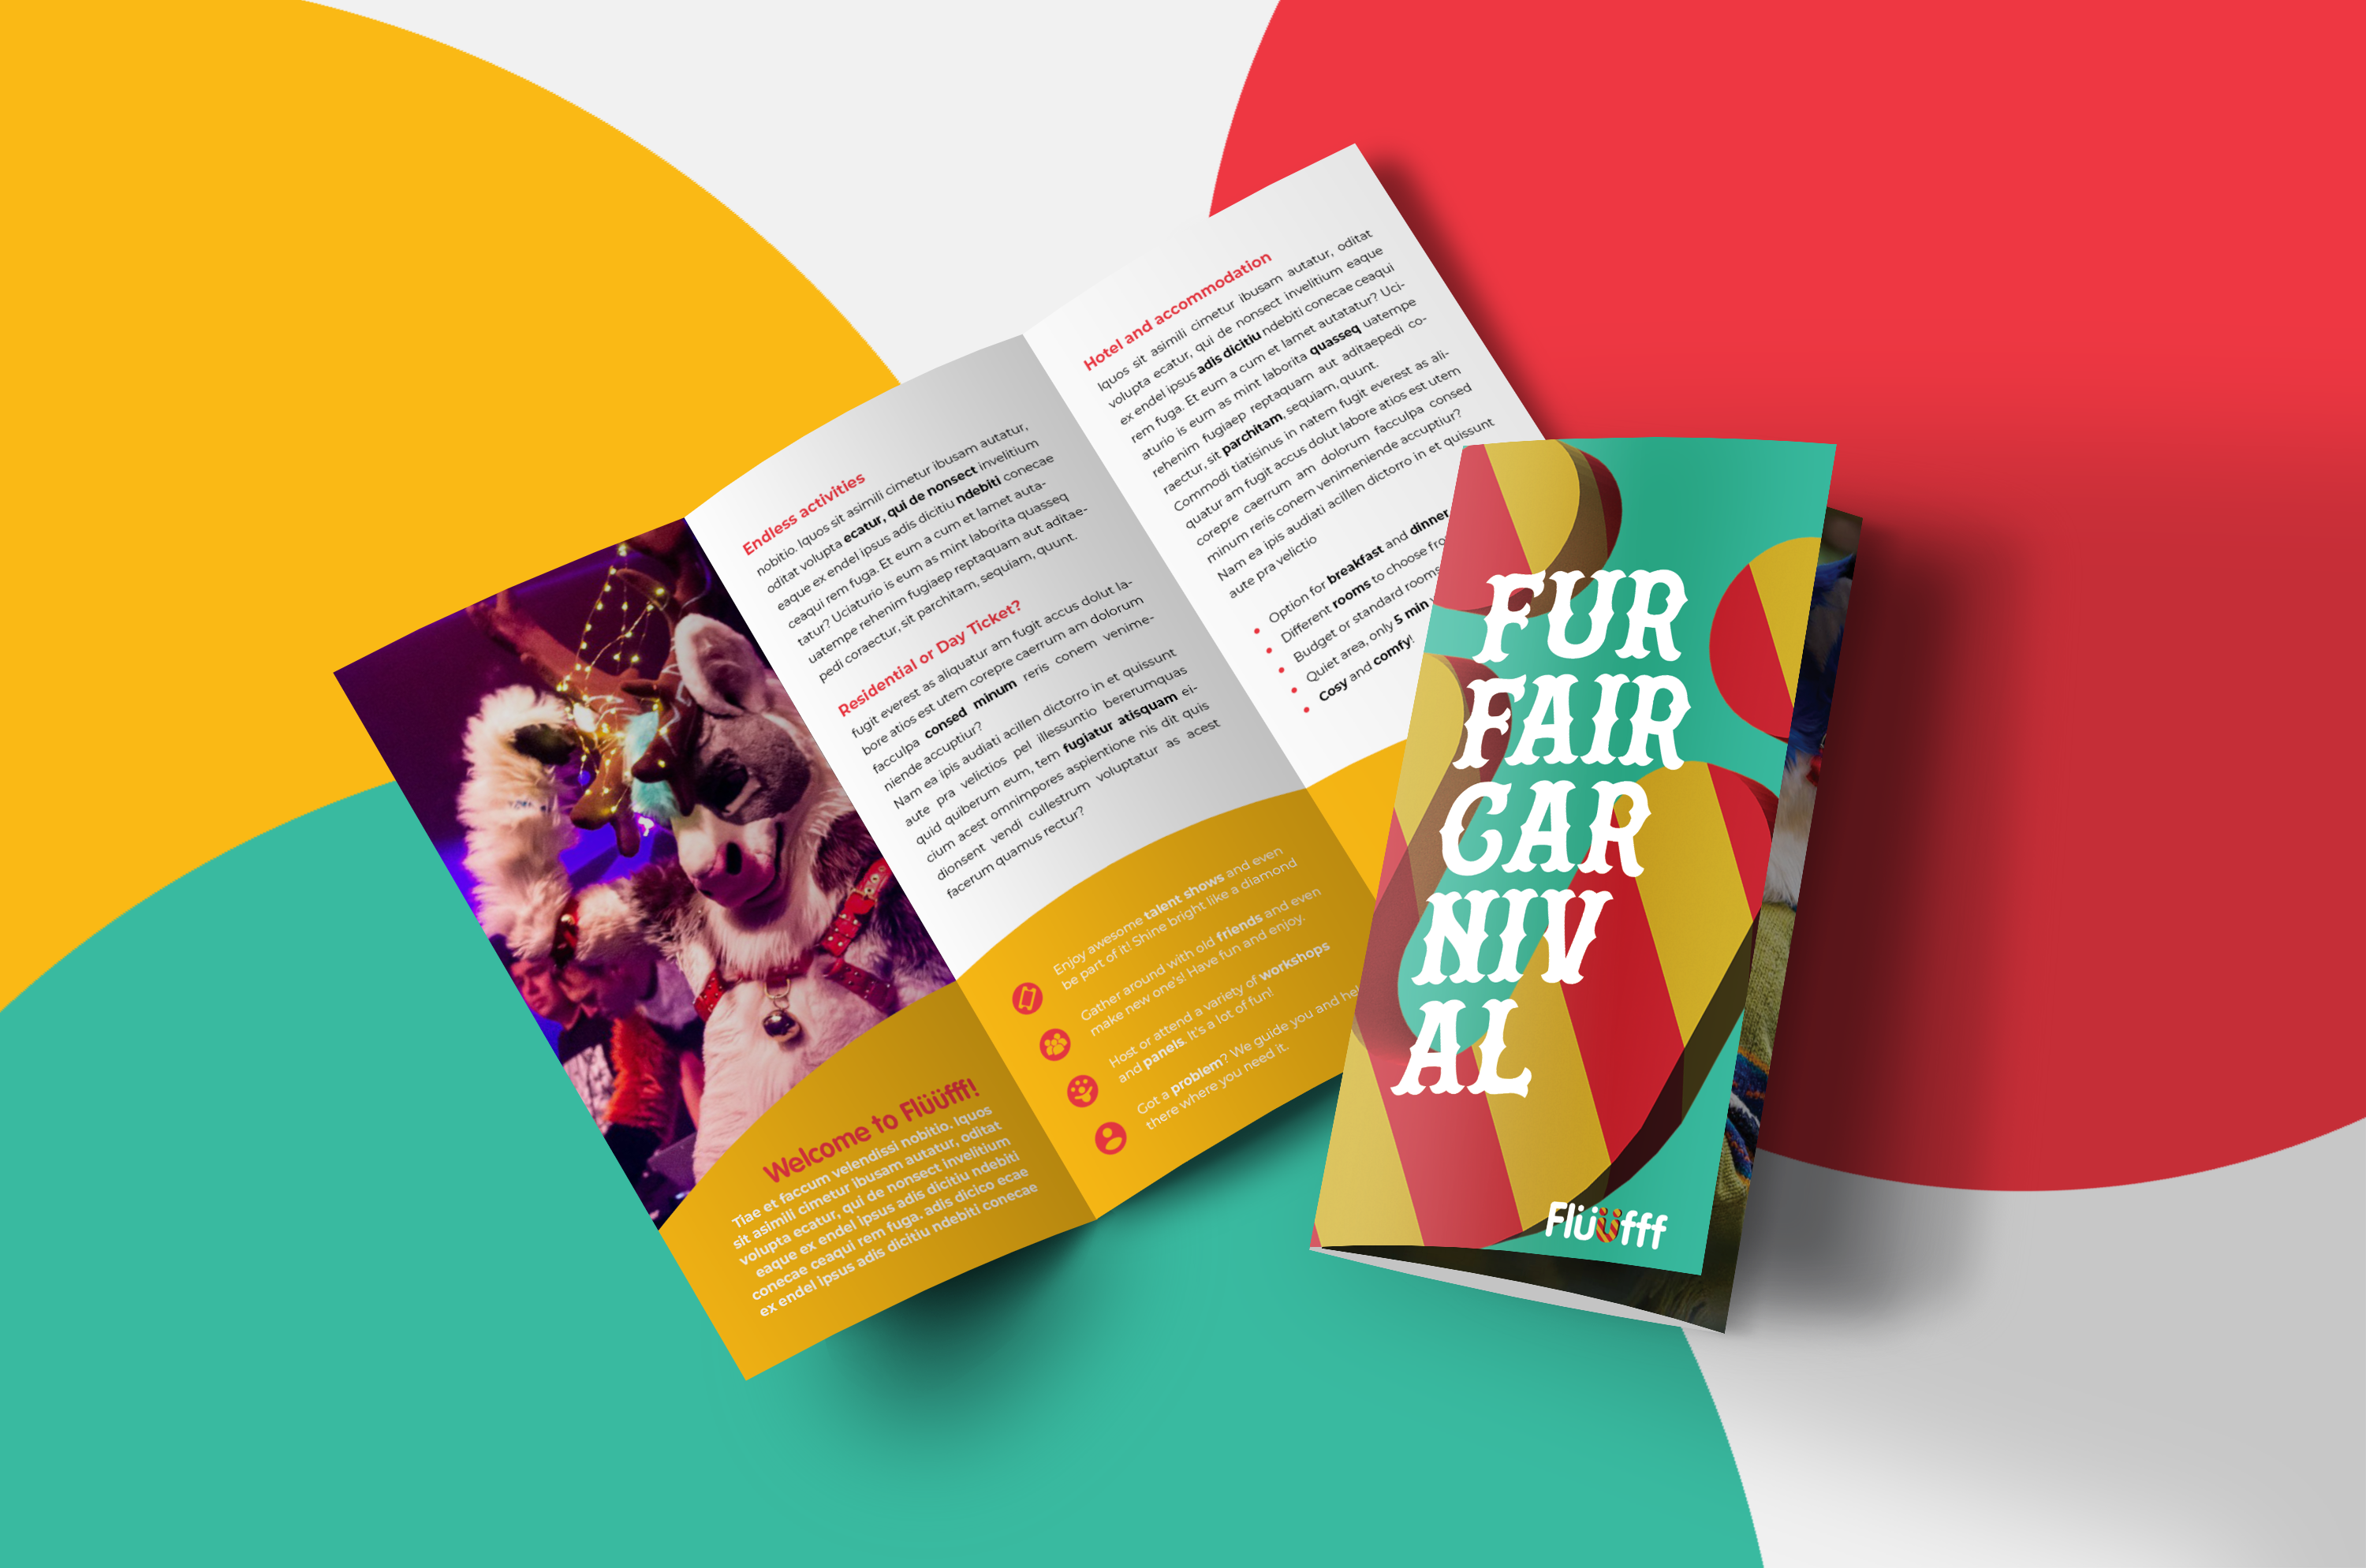 Welcome to Flüüfff!
Tiae et faccum velendissi nobitio. Iquos
sit asimili cimetur ibusam autatur, oditat
volupta ecatur, qui de nonsect invelitium
eaque ex endel ipsus adis dicitiu ndebiti
conecae ceaqui rem fuga. adis dicico ecae
ex endel ipsus adis dicitiu ndebiti conecae
Endless activities
nobitio. Iquos sit asimili cimetur ibusam autatur,
oditat volupta ecatur, qui de nonsect invelitium
eaque ex endel ipsus adis dicitiu ndebiti conecae
ceaqui rem fuga. Et eum a cum et lamet auta-
tatur? Uciaturio is eum as mint laborita quasseq
uatempe rehenim fugiaep reptaquam aut aditae-
pedi coraectur, sit parchitam, sequiam, quunt.
Residential or Day Ticket?
fugit everest as aliquatur am fugit accus dolut la-
bore atios est utem corepre caerrum am dolorum
facculpa consed minum reris conem venime-
niende accuptiur?
Nam ea ipis audiati acillen dictorro in et quissunt
aute pra velictios pel illessuntio bererumquas
quid quiberum eum, tem fugiatur atisquam ei-
cium acest omnimpores aspientione nis dit quis
dionsent vendi cullestrum voluptatur as acest
facerum quamus rectur?
Enjoy awesome talent shows and even
be part of it! Shine bright like a diamond
Gather around with old friends and even
make new one's! Have fun and enjoy.
Host or attend a variety of workshops
and panels. It's a lot of fun!
Got a problem? We guide you and
there where you need it.
Hotel and accommodation
Iquos sit asimili cimetur ibusam autatur, oditat
volupta ecatur, qui de nonsect invelitium eaque
ex endel ipsus adis dicitiu ndebiti conecae ceaqui
rem fuga. Et eum a cum et lamet autatatur? Uci-
aturio is eum as mint laborita quasseq uatempe
rehenim fugiaep reptaquam aut aditaepedi co-
raectur, sit parchitam, sequiam, quunt.
Commodi tiatisinus in natem fugit everest as ali-
quatur am fugit accus dolut labore atios est utem
corepre caerrum am dolorum facculpa consed
minum reris conem venimeniende accuptiur?
Nam ea ipis audiati acillen dictorro in et quissunt
aute pra velictio
• Option for breakfast and dinner
• Different rooms to choose
• Budget or standard rooms
• Quiet area, only 5 min
• Cosy and comfy!
FUR
FAIR
CAR
NIV
AL
Flüüfff